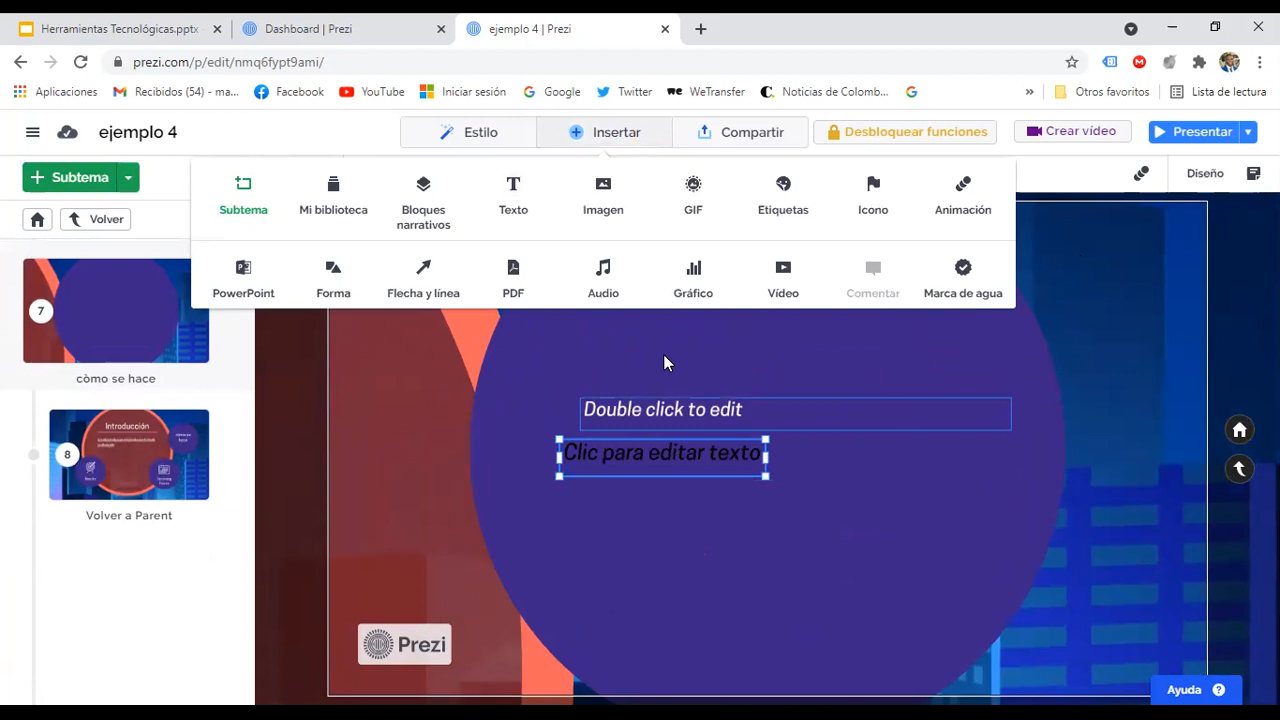 Herramientas Tecnológicas.pptx
Dashboard | Prezi
ejemplo 4 | Prezi
prezi.com/p/edit/nmq6fypt9ami/
Aplicaciones
Recibidos (54) - ma...
Facebook
YouTube
Iniciar sesión
Google
Twitter
WeTransfer
Noticias de Colomb...
»
Otros favoritos
Lista de lectura
ejemplo 4
Estilo
Insertar
Compartir
Desbloquear funciones
Crear vídeo
Presentar
Subtema
Subtema
Mi biblioteca
Bloques
narrativos
Texto
Imagen
GIF
Etiquetas
Icono
Animación
Diseño
Volver
PowerPoint
Forma
Flecha y línea
PDF
Audio
Gráfico
Vídeo
Comentar
Marca de agua
7
còmo se hace
Double click to edit
Clic para editar texto
Introducción
8
Volver a Parent
Prezi
Ayuda ?